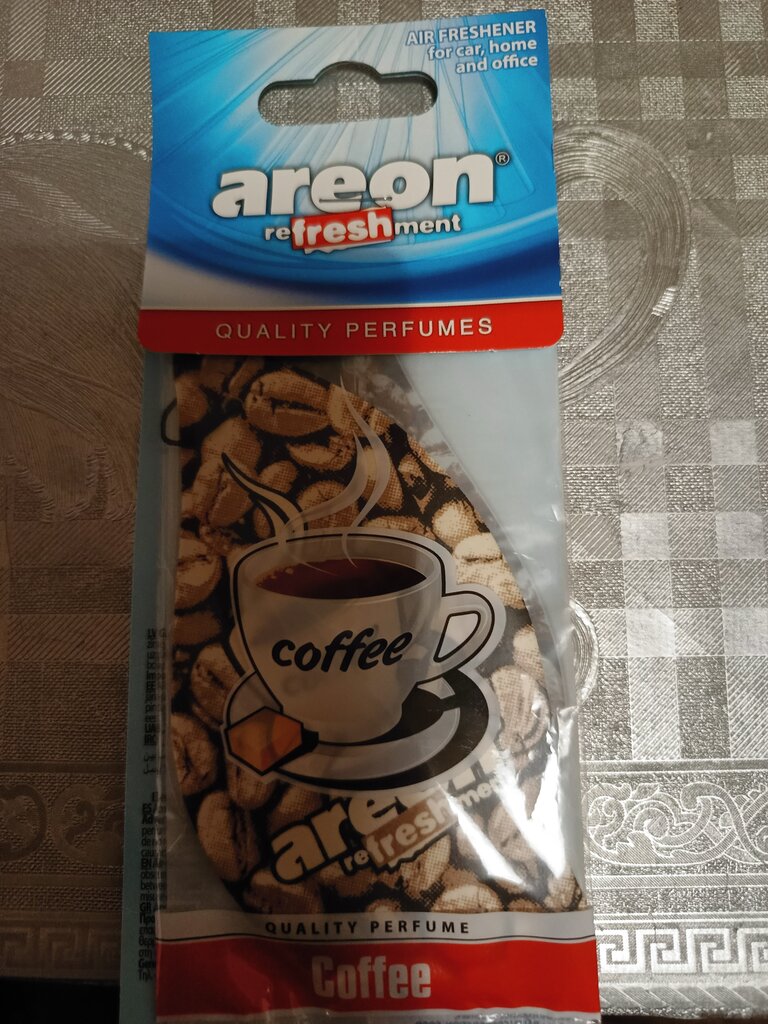 AIR FRESHENER
for car, home
and office
areon®
refreshment
QUALITY PERFUMES
coffee
areon
refreshment
QUALITY PERFUME
Coffee